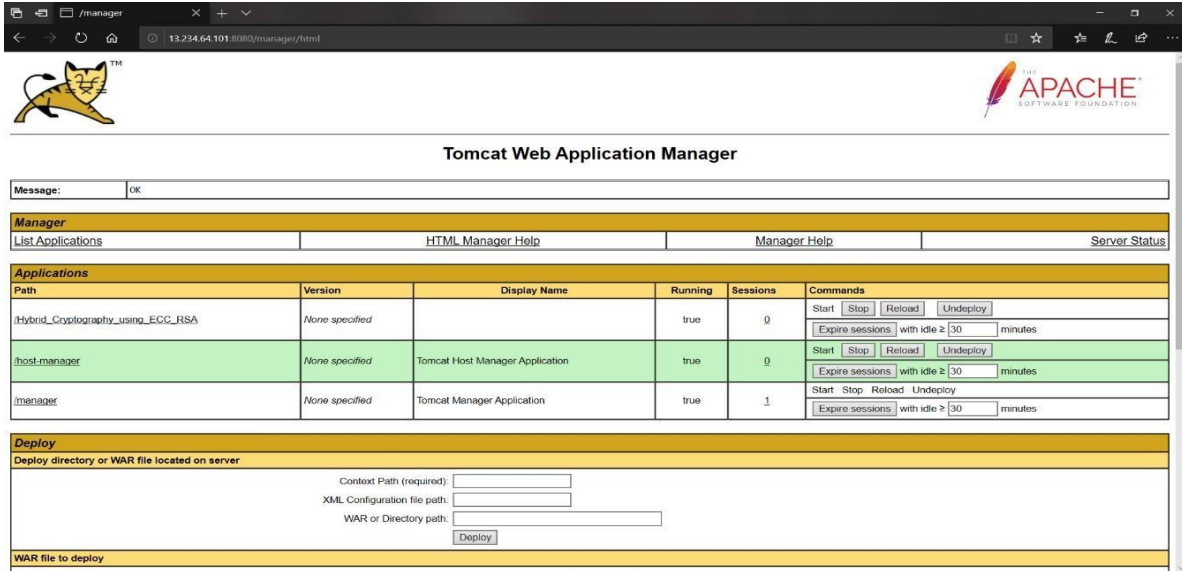 /manager
13.234.64.101:8080/manager/html
TM
THE
APACHE®
SOFTWARE FOUNDATION
Tomcat Web Application Manager
Message: OK
Manager
List Applications HTML Manager Help Manager Help Server Status
Applications
Path Version Display Name Running Sessions Commands
/Hybrid_Cryptography_using_ECC_RSA None specified true 0 Start Stop Reload Undeploy
Expire sessions with idle ≥ 30 minutes
/host-manager None specified Tomcat Host Manager Application true 0 Start Stop Reload Undeploy
Expire sessions with idle ≥ 30 minutes
/manager None specified Tomcat Manager Application true 1 Start Stop Reload Undeploy
Expire sessions with idle ≥ 30 minutes
Deploy
Deploy directory or WAR file located on server
Context Path (required):
XML Configuration file path:
WAR or Directory path:
Deploy
WAR file to deploy